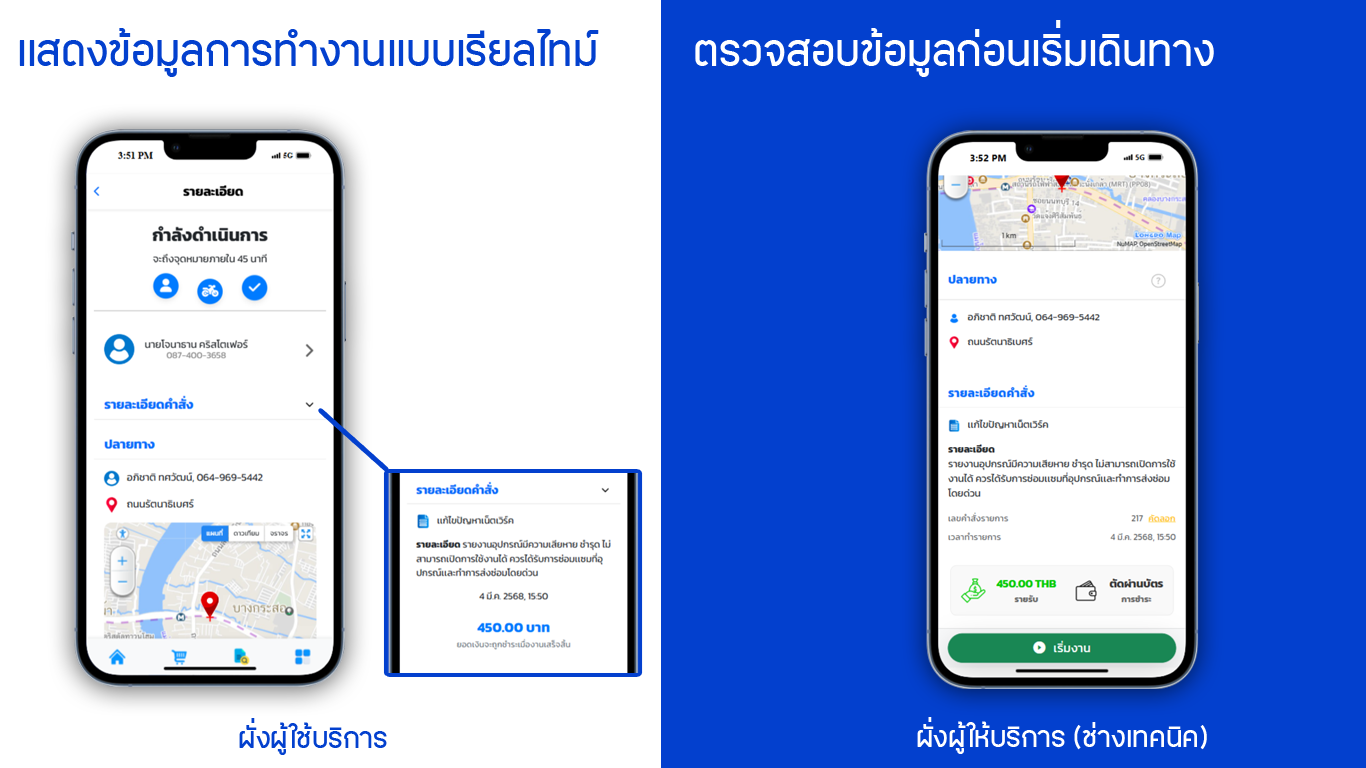 แสดงข้อมูลการทำงานแบบเรียลไทม์
3:51 PM
5G
รายละเอียด
กำลังดำเนินการ
จะถึงจุดหมายภายใน 45 นาที
นายโจนาธาน คริสโตเฟอร์
087-400-3658
รายละเอียดคำสั่ง
ปลายทาง
อภิชาติ ทศวัฒน์, 064-969-5442
ถนนรัตนาธิเบศร์
แผนที่ ดาวเทียม จราจร
บางกระสอ
รายละเอียดคำสั่ง
แก้ไขปัญหาเน็ตเวิร์ค
รายละเอียด รายงานอุปกรณ์มีความเสียหาย ชำรุด ไม่
สามารถเปิดการใช้งานได้ ควรได้รับการซ่อมแซมที่อุ
ปกรณ์และทำการส่งซ่อมโดยด่วน
4 มี.ค. 2568, 15:50
450.00 บาท
ยอดเงินจะถูกชำระเมื่องานเสร็จสิ้น
ฝั่งผู้ใช้บริการ
ตรวจสอบข้อมูลก่อนเริ่มเดินทาง
3:52 PM
5G
(MRT) (PP08)
ซอยนนทบุรี 14
วัดแจ้งศิริสัมพันธ์
1 km
Longdo Map
NuMAP, OpenStreetMap
ปลายทาง
?
อภิชาติ ทศวัฒน์, 064-969-5442
ถนนรัตนาธิเบศร์
รายละเอียดคำสั่ง
แก้ไขปัญหาเน็ตเวิร์ค
รายละเอียด
รายงานอุปกรณ์มีความเสียหาย ชำรุด ไม่สามารถเปิดการใช้
งานได้ ควรได้รับการซ่อมแซมที่อุปกรณ์และทำการส่งซ่อม
โดยด่วน
เลขคำสั่งรายการ 217 คัดลอก
เวลาทำรายการ 4 มี.ค. 2568, 15:50
450.00 THB ตัดผ่านบัตร
รายรับ การชำระ
เริ่มงาน
ฝั่งผู้ให้บริการ (ช่างเทคนิค)